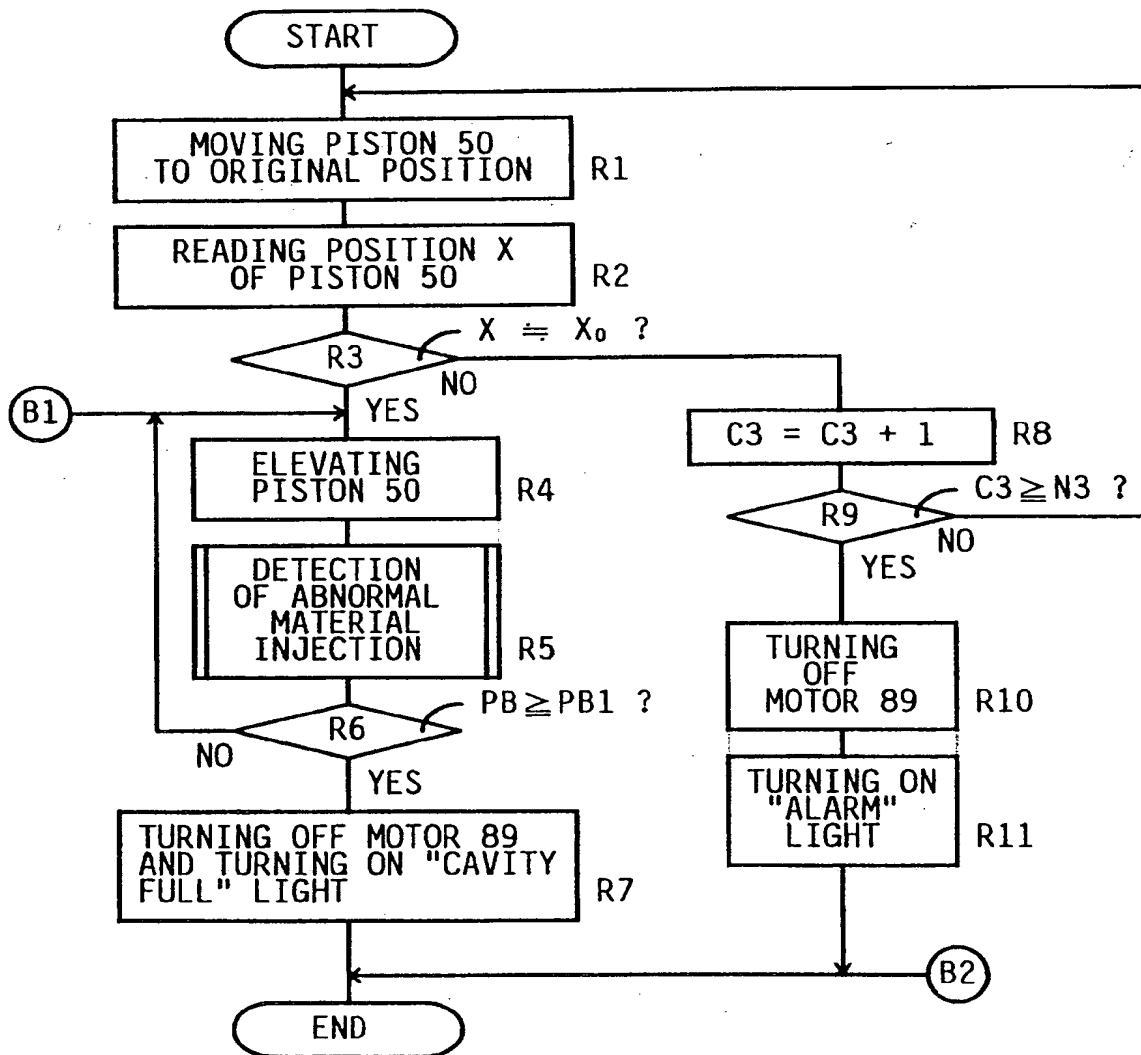 START
MOVING PISTON 50
TO ORIGINAL POSITION
R1
READING POSITION X
OF PISTON 50
R2
X ≒ X₀ ?
R3
NO
YES
B1
ELEVATING
PISTON 50
R4
DETECTION
OF ABNORMAL
MATERIAL
INJECTION
R5
PB≧PB1 ?
R6
NO
YES
TURNING OFF MOTOR 89
AND TURNING ON "CAVITY
FULL" LIGHT
R7
C3 = C3 + 1
R8
C3≧N3 ?
R9
NO
YES
TURNING
OFF
MOTOR 89
R10
TURNING ON
"ALARM"
LIGHT
R11
B2
END